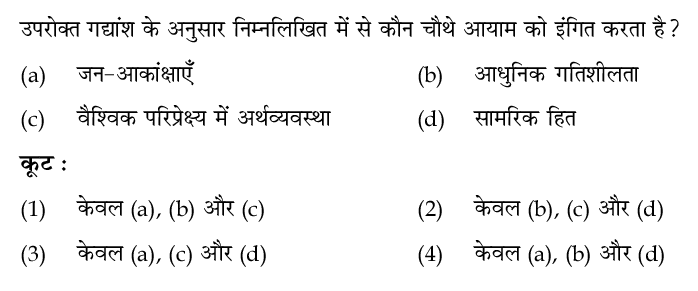 उपरोक्त गद्यांश के अनुसार निम्नलिखित में से कौन चौथे आयाम को इंगित करता है ?
(a) जन-आकांक्षाएँ (b) आधुनिक गतिशीलता
(c) वैश्विक परिप्रेक्ष्य में अर्थव्यवस्था (d) सामरिक हित
कूट :
(1) केवल (a), (b) और (c) (2) केवल (b), (c) और (d)
(3) केवल (a), (c) और (d) (4) केवल (a), (b) और (d)